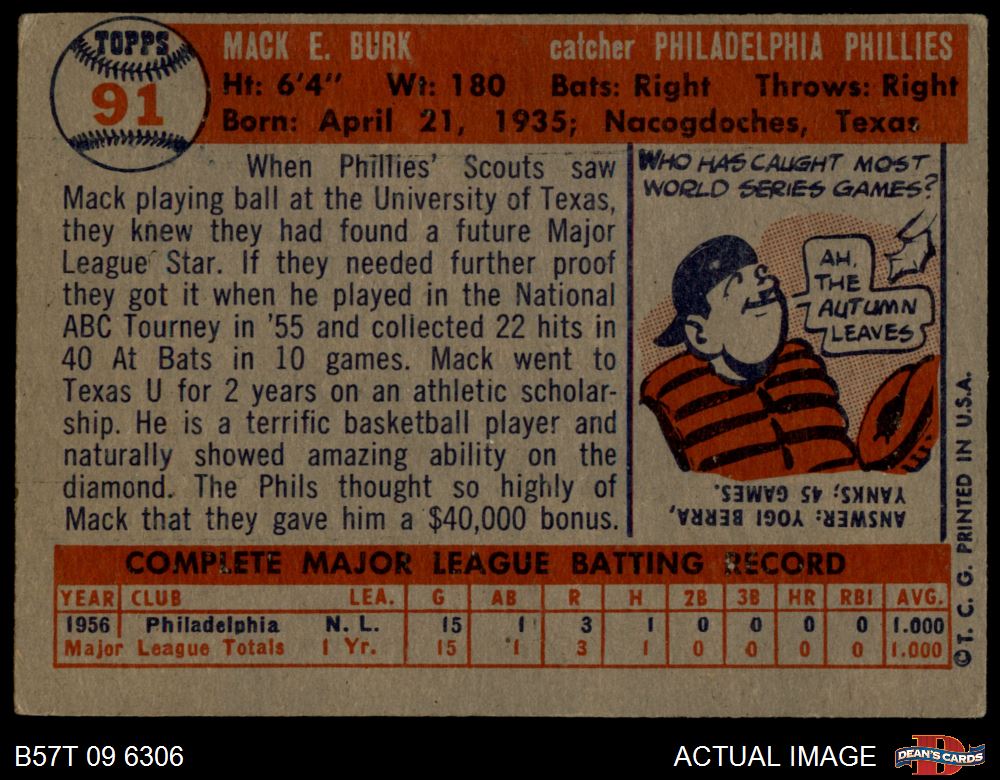 TOPPS
91
MACK E. BURK catcher PHILADELPHIA PHILLIES
Ht: 6'4" Wt: 180 Bats: Right Throws: Right
Born: April 21, 1935; Nacogdoches, Texas
When Phillies' Scouts saw
Mack playing ball at the University of Texas,
they knew they had found a future Major
League Star. If they needed further proof
they got it when he played in the National
ABC Tourney in '55 and collected 22 hits in
40 At Bats in 10 games. Mack went to
Texas U for 2 years on an athletic scholar-
ship. He is a terrific basketball player and
naturally showed amazing ability on the
diamond. The Phils thought so highly of
Mack that they gave him a $40,000 bonus.
WHO HAS CAUGHT MOST
WORLD SERIES GAMES?
AH,
THE
AUTUMN
LEAVES
ANSWER: YOGI BERRA,
YANKS; 45 GAMES.
COMPLETE MAJOR LEAGUE BATTING RECORD
YEAR CLUB LEA. G AB R H 2B 3B HR RBI AVG.
1956 Philadelphia N. L. 15 1 3 1 0 0 0 0 1.000
Major League Totals 1 Yr. 15 1 3 1 0 0 0 0 1.000
© T. C. G. PRINTED IN U.S.A.
B57T 09 6306
ACTUAL IMAGE
DEAN'S CARDS